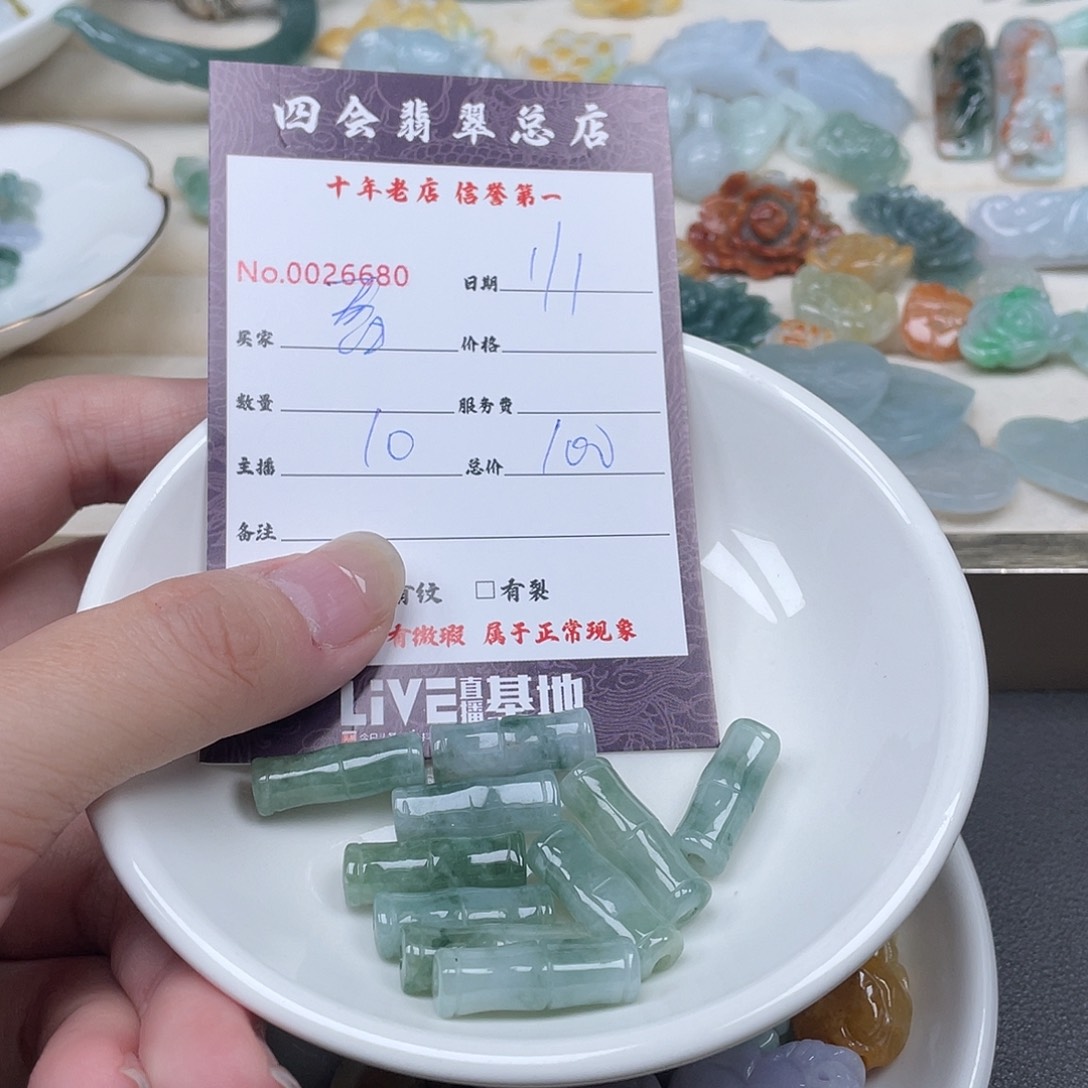 四会翡翠总店
十年老店 信誉第一
No.0026680 日期 1/1
买家 价格
数量 服务费
主播 10 总价 100
备注
有纹 □有裂
有微瑕 属于正常现象
LiVE直播基地